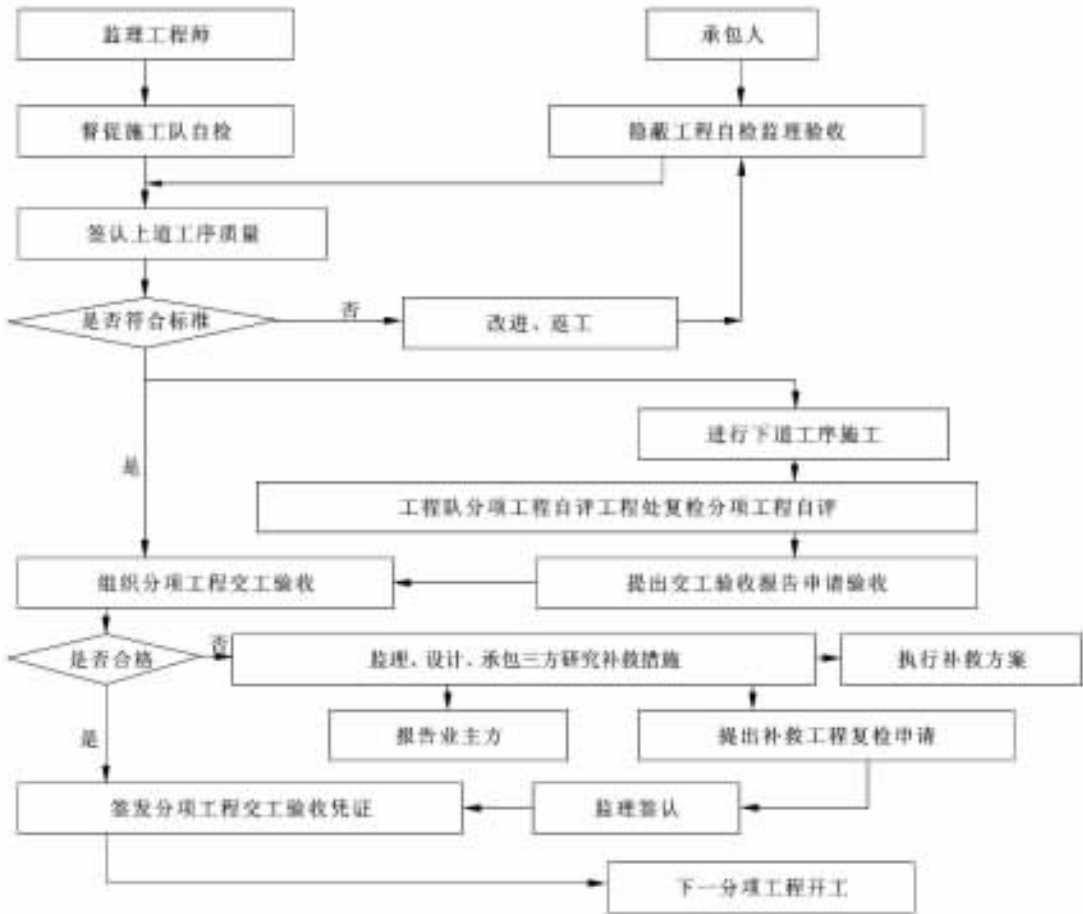 监理工程师
承包人
督促施工队自检
隐蔽工程自检监理验收
签认上道工序质量
是否符合标准
否
改进、返工
进行下道工序施工
是
工程队分项工程自评工程处复检分项工程自评
组织分项工程交工验收
提出交工验收报告申请验收
是否合格
否
监理、设计、承包三方研究补救措施
执行补救方案
是
报告业主力
提出补救工程复检申请
签发分项工程交工验收凭证
监理签认
下一分项工程开工